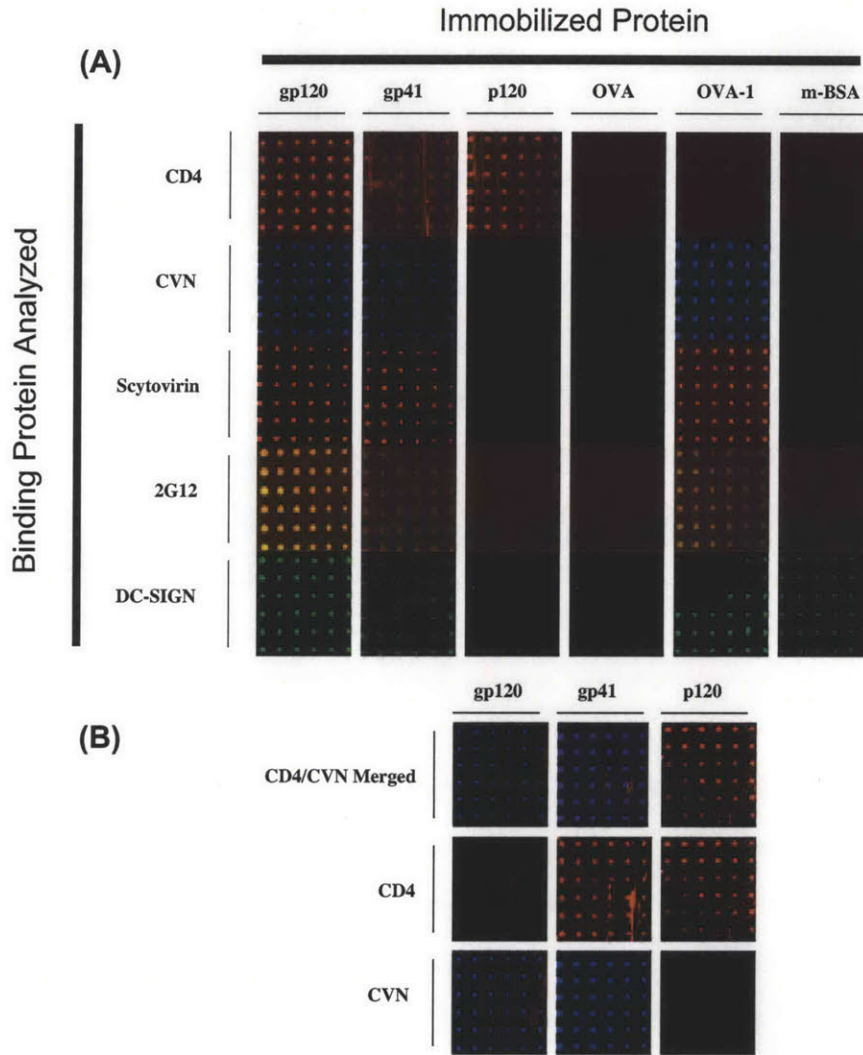 Immobilized Protein
(A)
gp120 gp41 p120 OVA OVA-1 m-BSA
Binding Protein Analyzed
CD4
CVN
Scytovirin
2G12
DC-SIGN
gp120 gp41 p120
(B)
CD4/CVN Merged
CD4
CVN